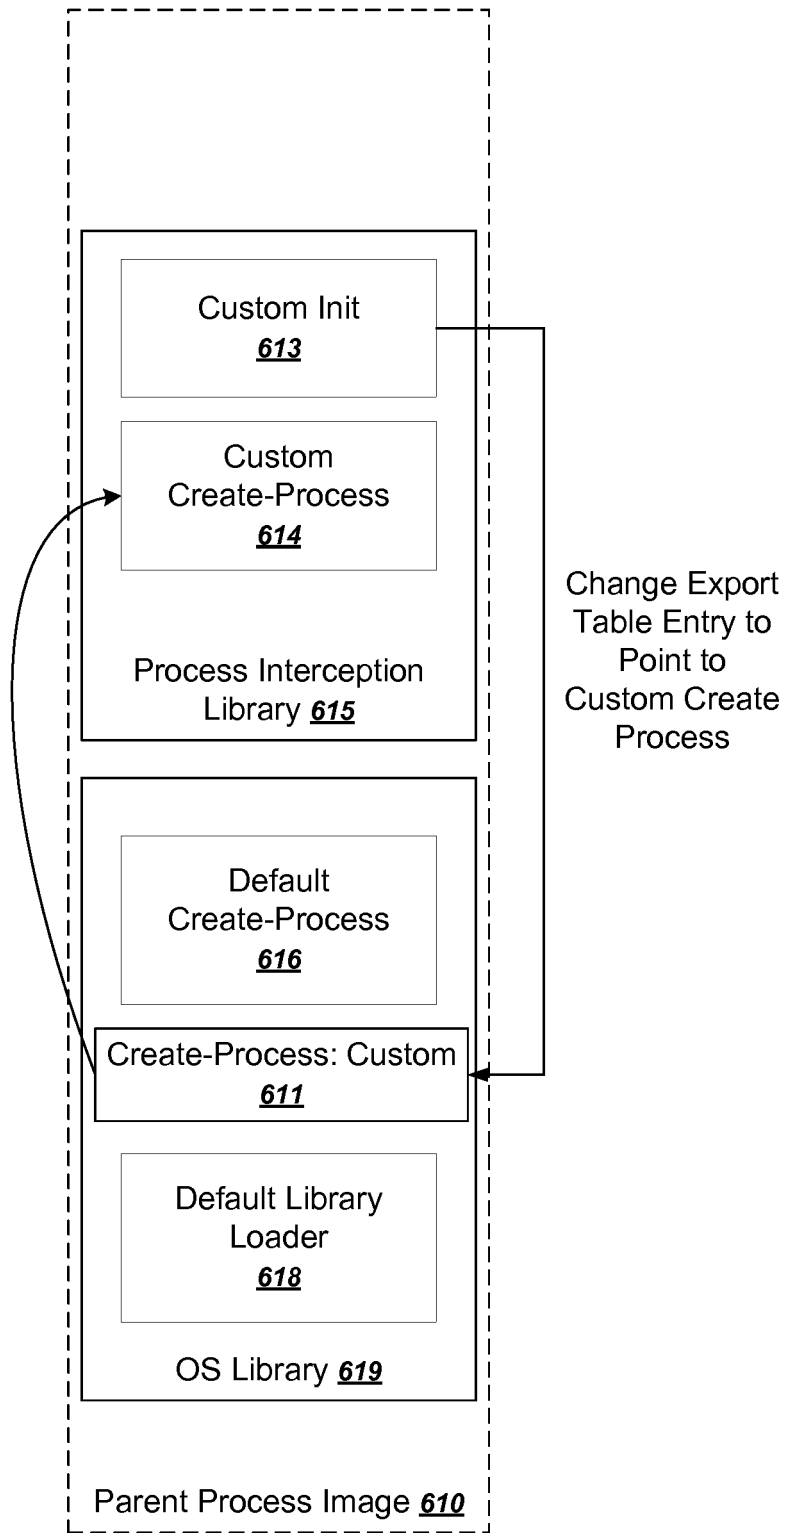 Custom Init
613
Custom
Create-Process
614
Process Interception
Library 615
Change Export
Table Entry to
Point to
Custom Create
Process
Default
Create-Process
616
Create-Process: Custom
611
Default Library
Loader
618
OS Library 619
Parent Process Image 610